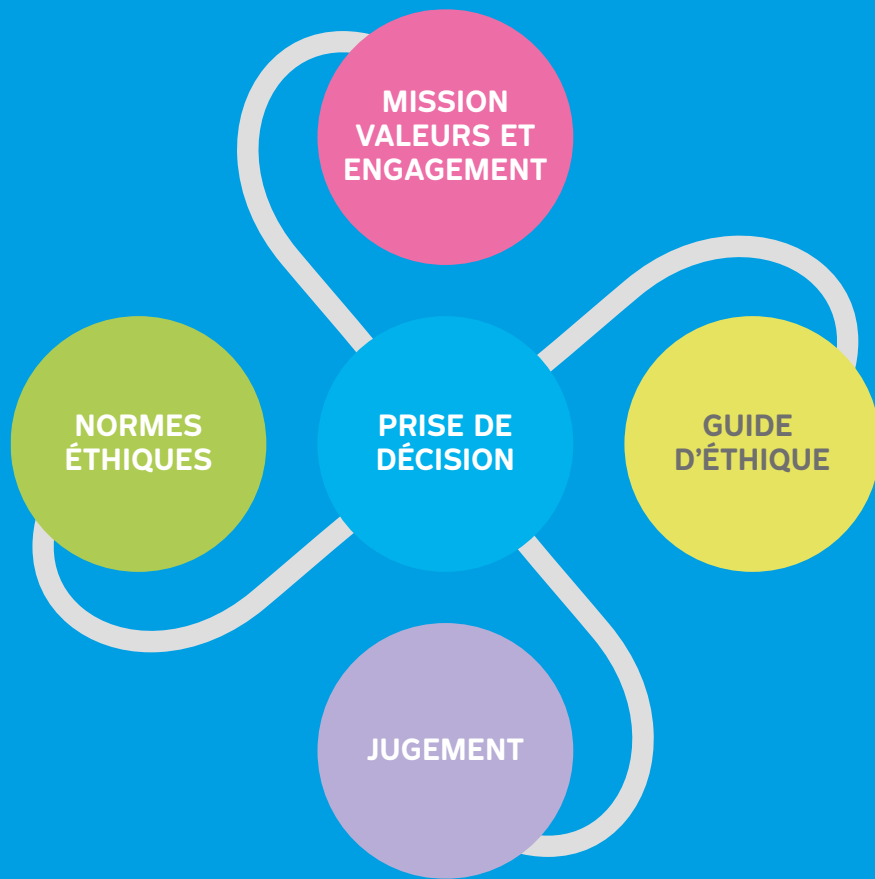 MISSION
VALEURS ET
ENGAGEMENT
NORMES
ÉTHIQUES
PRISE DE
DÉCISION
GUIDE
D’ÉTHIQUE
JUGEMENT